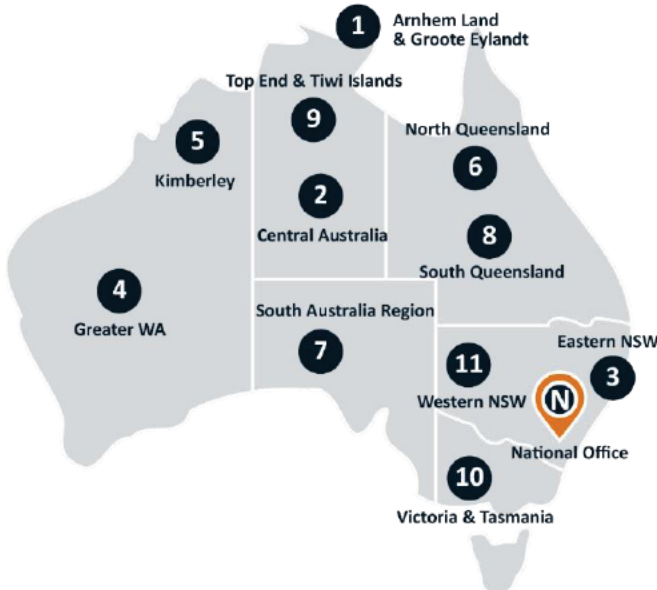 1
Arnhem Land
& Groote Eylandt
Top End & Tiwi Islands
9
5
Kimberley
North Queensland
6
2
Central Australia
8
South Queensland
4
Greater WA
South Australia Region
7
Eastern NSW
3
11
Western NSW
N
National Office
10
Victoria & Tasmania